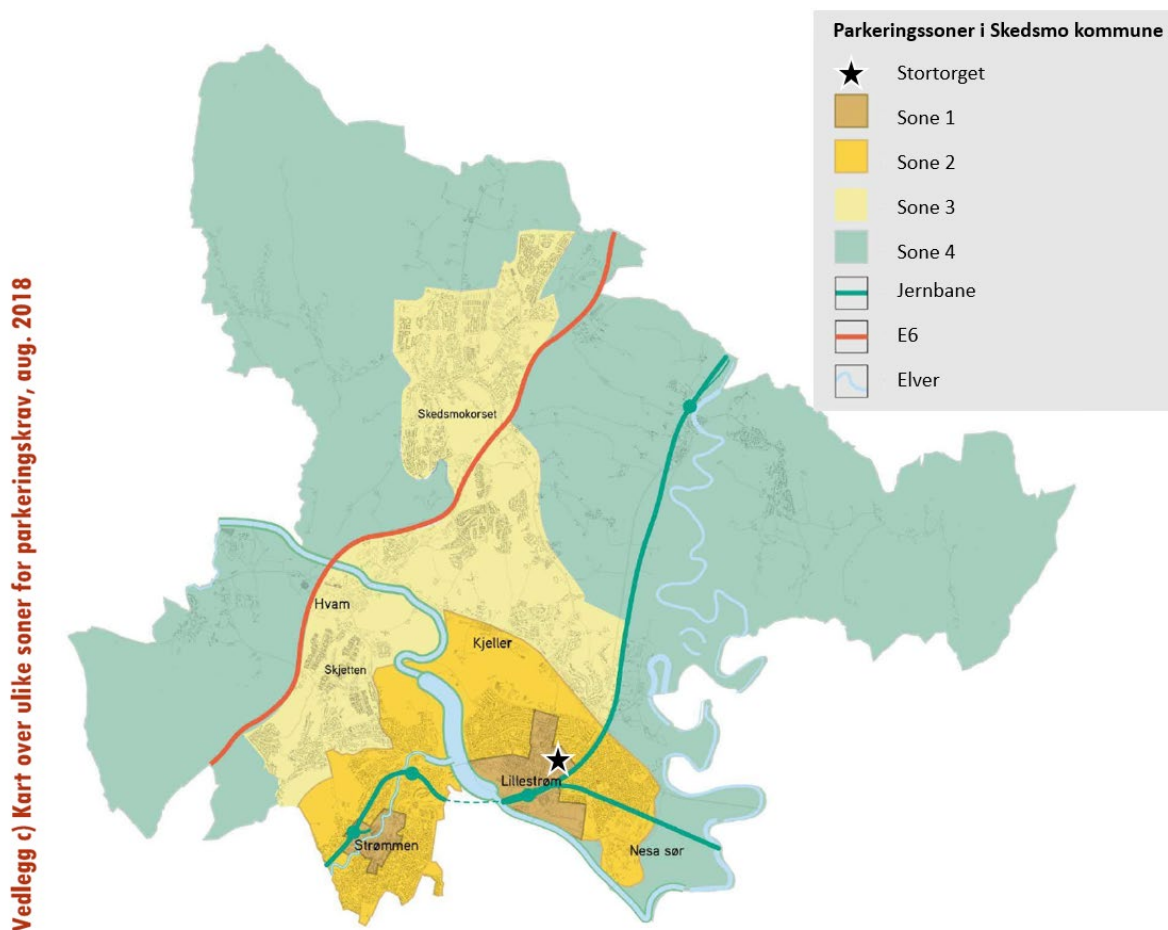 Vedlegg c) Kart over ulike soner for parkeringskrav, aug. 2018
Parkeringssoner i Skedsmo kommune
Stortorget
Sone 1
Sone 2
Sone 3
Sone 4
Jernbane
E6
Elver
Skedsmokorset
Hvam
Kjeller
Skjetten
Lillestrøm
Strømmen
Nesa sør